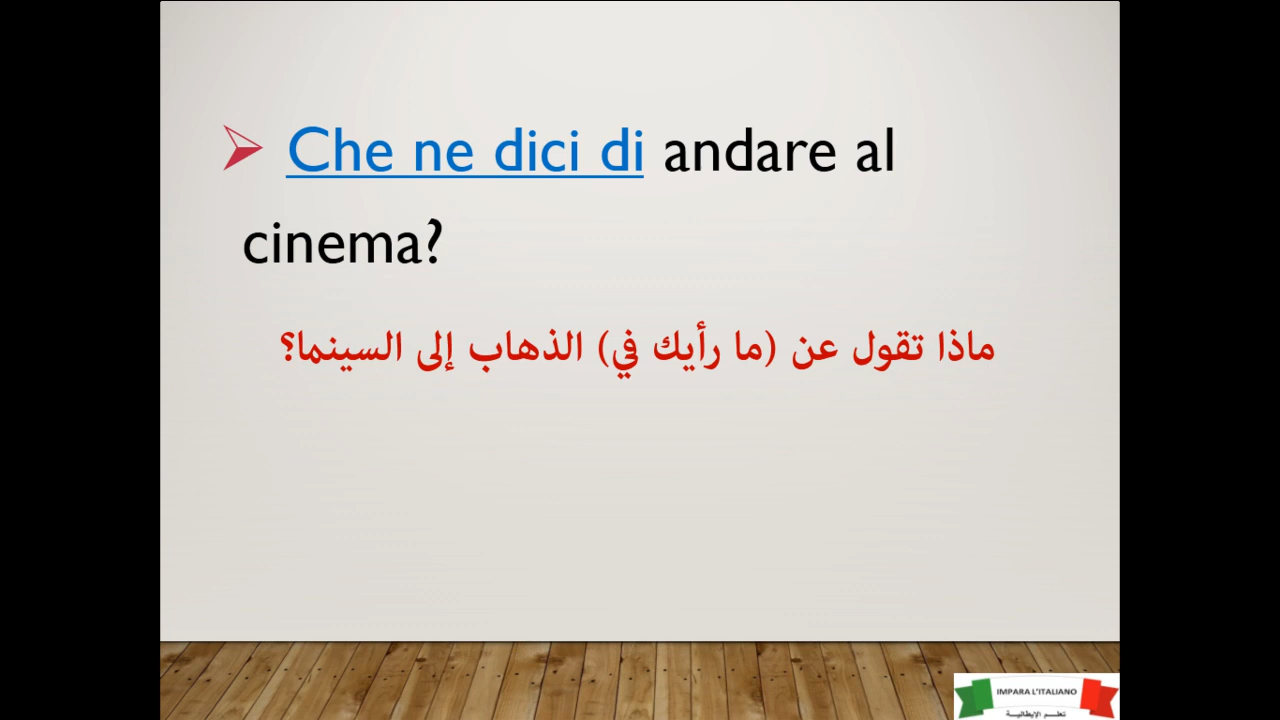 Che ne dici di andare al
cinema?
ماذا تقول عن (ما رأيك في) الذهاب إلى السينما؟
IMPARA L'ITALIANO
تعلم الإيطالية